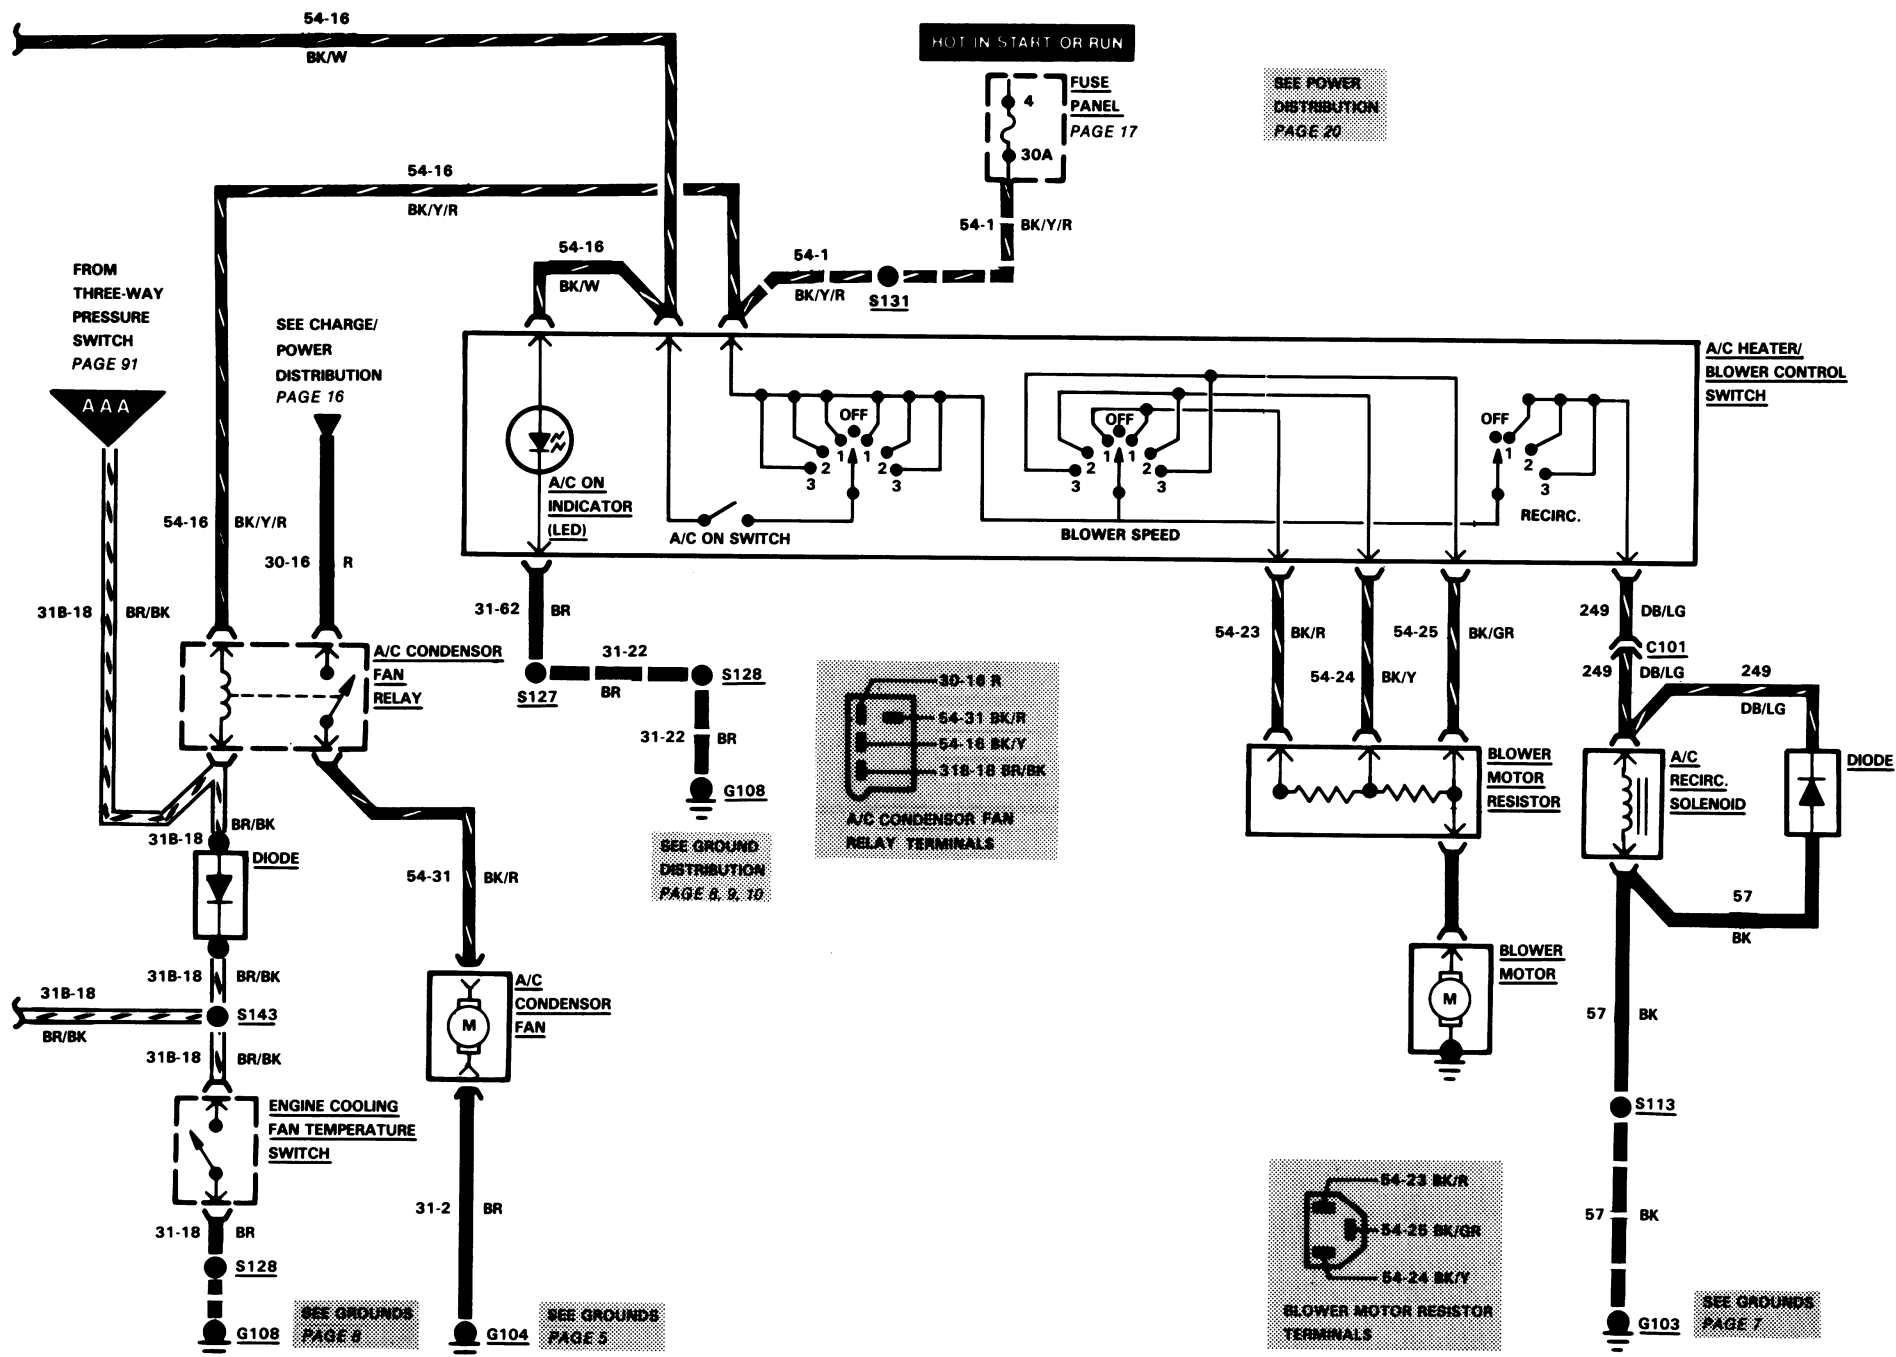 54-16
BK/W
HOT IN START OR RUN
FUSE
PANEL
PAGE 17
4
30A
SEE POWER
DISTRIBUTION
PAGE 20
54-16
BK/Y/R
54-1
BK/Y/R
54-16
BK/W
54-1
BK/Y/R
S131
FROM
THREE-WAY
PRESSURE
SWITCH
PAGE 91
A A A
SEE CHARGE/
POWER
DISTRIBUTION
PAGE 16
A/C HEATER/
BLOWER CONTROL
SWITCH
OFF
1
1
2
2
3
3
OFF
1
1
2
2
3
3
OFF
1
2
3
RECIRC.
A/C ON
INDICATOR
(LED)
A/C ON SWITCH
BLOWER SPEED
54-16
BK/Y/R
30-16
R
31B-18
BR/BK
31-62
BR
31-22
BR
S127
S128
31-22
BR
G108
SEE GROUND
DISTRIBUTION
PAGE 8, 9, 10
A/C CONDENSOR
FAN
RELAY
30-16 R
54-31 BK/R
54-16 BK/Y
31B-18 BR/BK
A/C CONDENSOR FAN
RELAY TERMINALS
54-23
BK/R
54-24
BK/Y
54-25
BK/GR
249
DB/LG
C101
249
DB/LG
249
DB/LG
BLOWER
MOTOR
RESISTOR
A/C
RECIRC.
SOLENOID
DIODE
31B-18
BR/BK
DIODE
54-31
BK/R
57
BK
BLOWER
MOTOR
M
31B-18
BR/BK
31B-18
BR/BK
S143
31B-18
BR/BK
A/C
CONDENSOR
FAN
M
57
BK
S113
ENGINE COOLING
FAN TEMPERATURE
SWITCH
31-18
BR
S128
G108
SEE GROUNDS
PAGE 8
31-2
BR
G104
SEE GROUNDS
PAGE 5
54-23 BK/R
54-25 BK/GR
54-24 BK/Y
BLOWER MOTOR RESISTOR
TERMINALS
57
BK
G103
SEE GROUNDS
PAGE 7